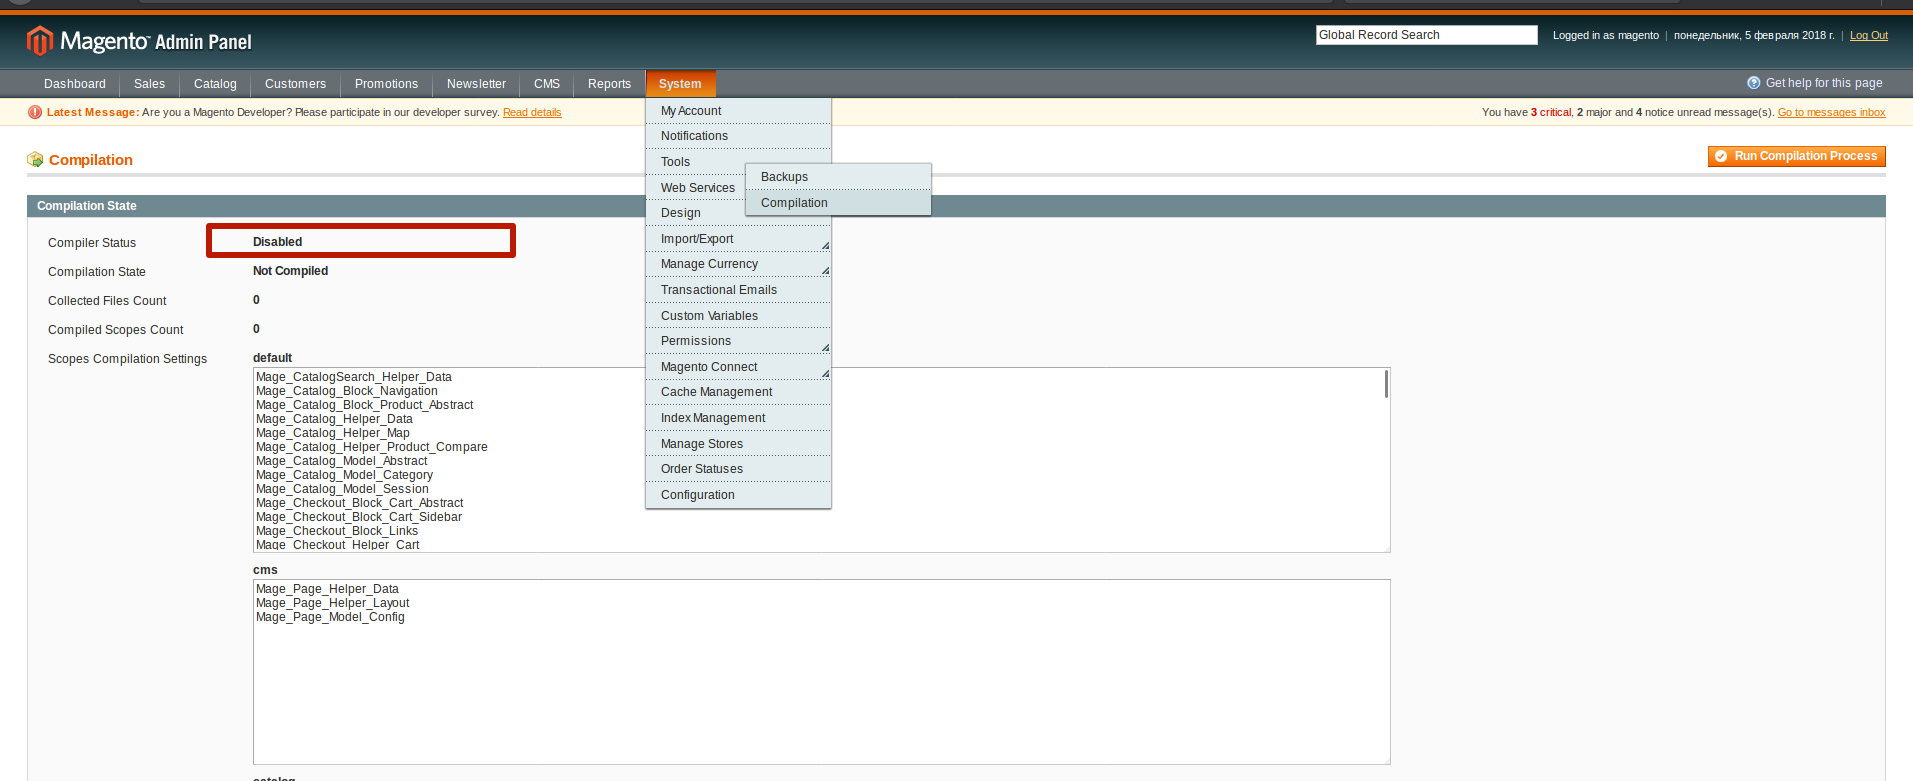 Magento™ Admin Panel
Global Record Search
Logged in as magento | понедельник, 5 февраля 2018 г. | Log Out
Dashboard Sales Catalog Customers Promotions Newsletter CMS Reports System
Get help for this page
Latest Message: Are you a Magento Developer? Please participate in our developer survey. Read details
You have 3 critical, 2 major and 4 notice unread message(s). Go to messages inbox
My Account
Notifications
Tools
Web Services
Design
Import/Export
Manage Currency
Transactional Emails
Custom Variables
Permissions
Magento Connect
Cache Management
Index Management
Manage Stores
Order Statuses
Configuration
Backups
Compilation
Compilation
Run Compilation Process
Compilation State
Compiler Status Disabled
Compilation State Not Compiled
Collected Files Count 0
Compiled Scopes Count 0
Scopes Compilation Settings default
Mage_CatalogSearch_Helper_Data
Mage_Catalog_Block_Navigation
Mage_Catalog_Block_Product_Abstract
Mage_Catalog_Helper_Data
Mage_Catalog_Helper_Map
Mage_Catalog_Helper_Product_Compare
Mage_Catalog_Model_Abstract
Mage_Catalog_Model_Category
Mage_Catalog_Model_Session
Mage_Checkout_Block_Cart_Abstract
Mage_Checkout_Block_Cart_Sidebar
Mage_Checkout_Block_Links
Mage_Checkout_Helper_Cart
cms
Mage_Page_Helper_Data
Mage_Page_Helper_Layout
Mage_Page_Model_Config
catalog